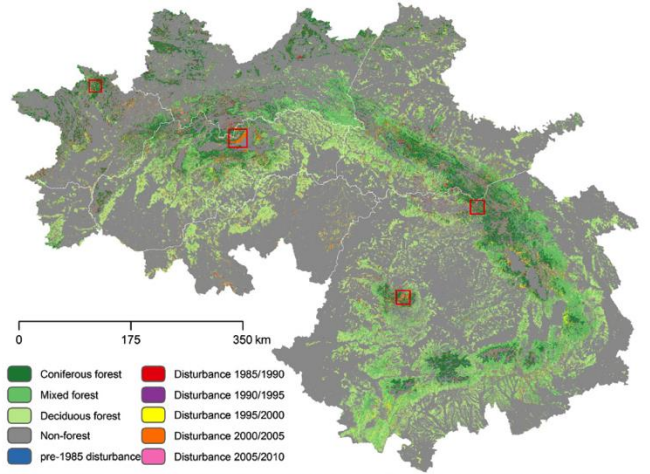 0 175 350 km
Coniferous forest Disturbance 1985/1990
Mixed forest Disturbance 1990/1995
Deciduous forest Disturbance 1995/2000
Non-forest Disturbance 2000/2005
pre-1985 disturbance Disturbance 2005/2010